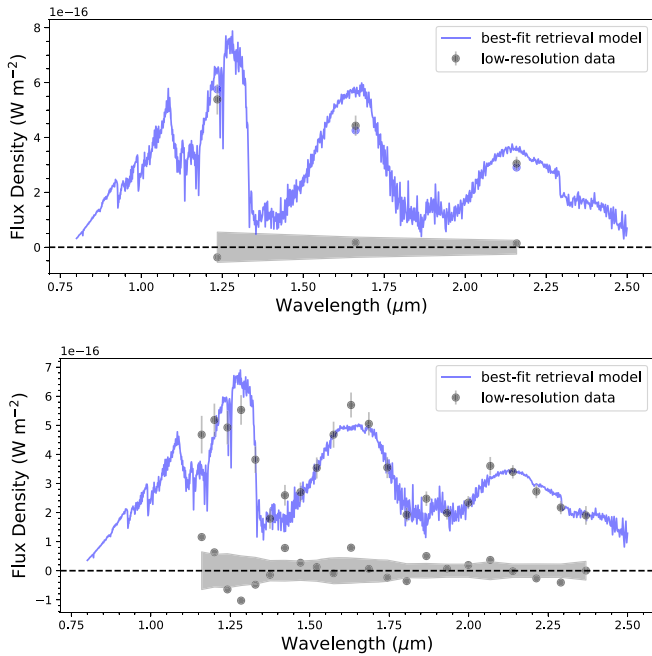 1e−16
8
6
4
2
0
Flux Density (W m⁻²)
best-fit retrieval model
low-resolution data
0.75 1.00 1.25 1.50 1.75 2.00 2.25 2.50
Wavelength (μm)
1e−16
7
6
5
4
3
2
1
0
−1
Flux Density (W m⁻²)
best-fit retrieval model
low-resolution data
0.75 1.00 1.25 1.50 1.75 2.00 2.25 2.50
Wavelength (μm)